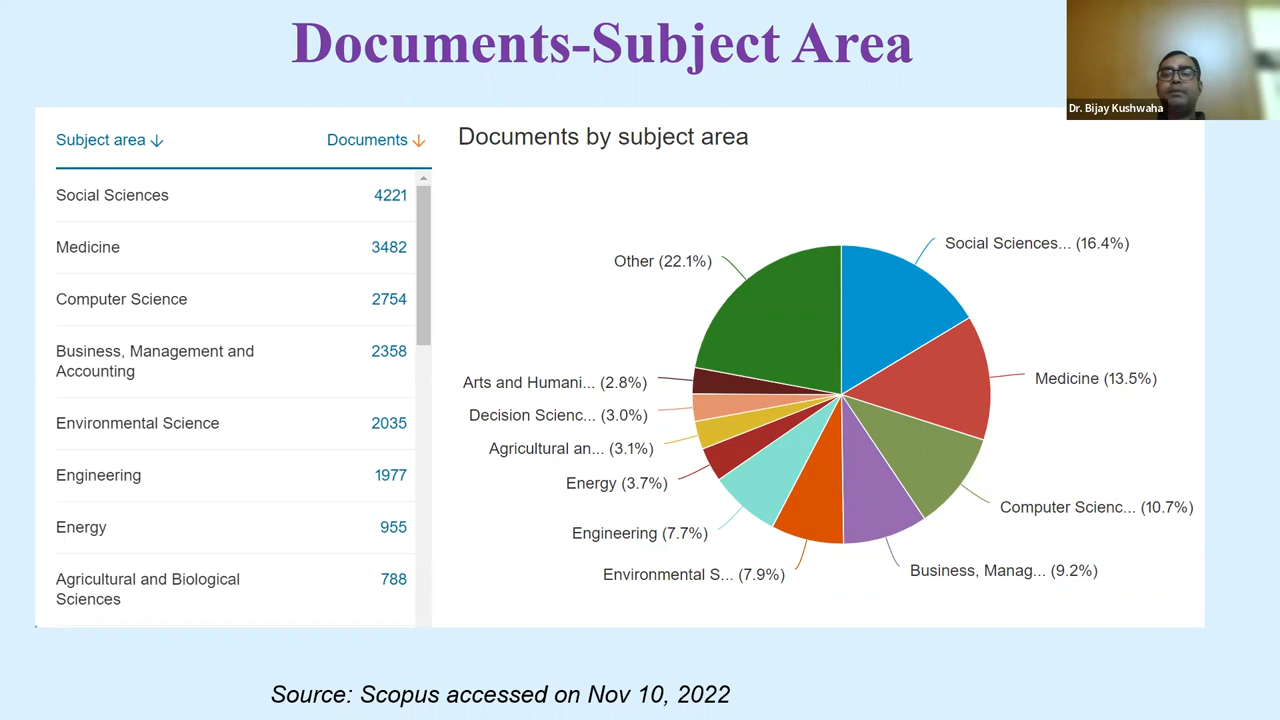 Documents-Subject Area
Dr. Bijay Kushwaha
Subject area Documents
Social Sciences 4221
Medicine 3482
Computer Science 2754
Business, Management and 2358
Accounting
Environmental Science 2035
Engineering 1977
Energy 955
Agricultural and Biological 788
Sciences
Documents by subject area
Social Sciences... (16.4%)
Other (22.1%)
Medicine (13.5%)
Arts and Humani... (2.8%)
Decision Scienc... (3.0%)
Agricultural an... (3.1%)
Energy (3.7%)
Computer Scienc... (10.7%)
Engineering (7.7%)
Business, Manag... (9.2%)
Environmental S... (7.9%)
Source: Scopus accessed on Nov 10, 2022